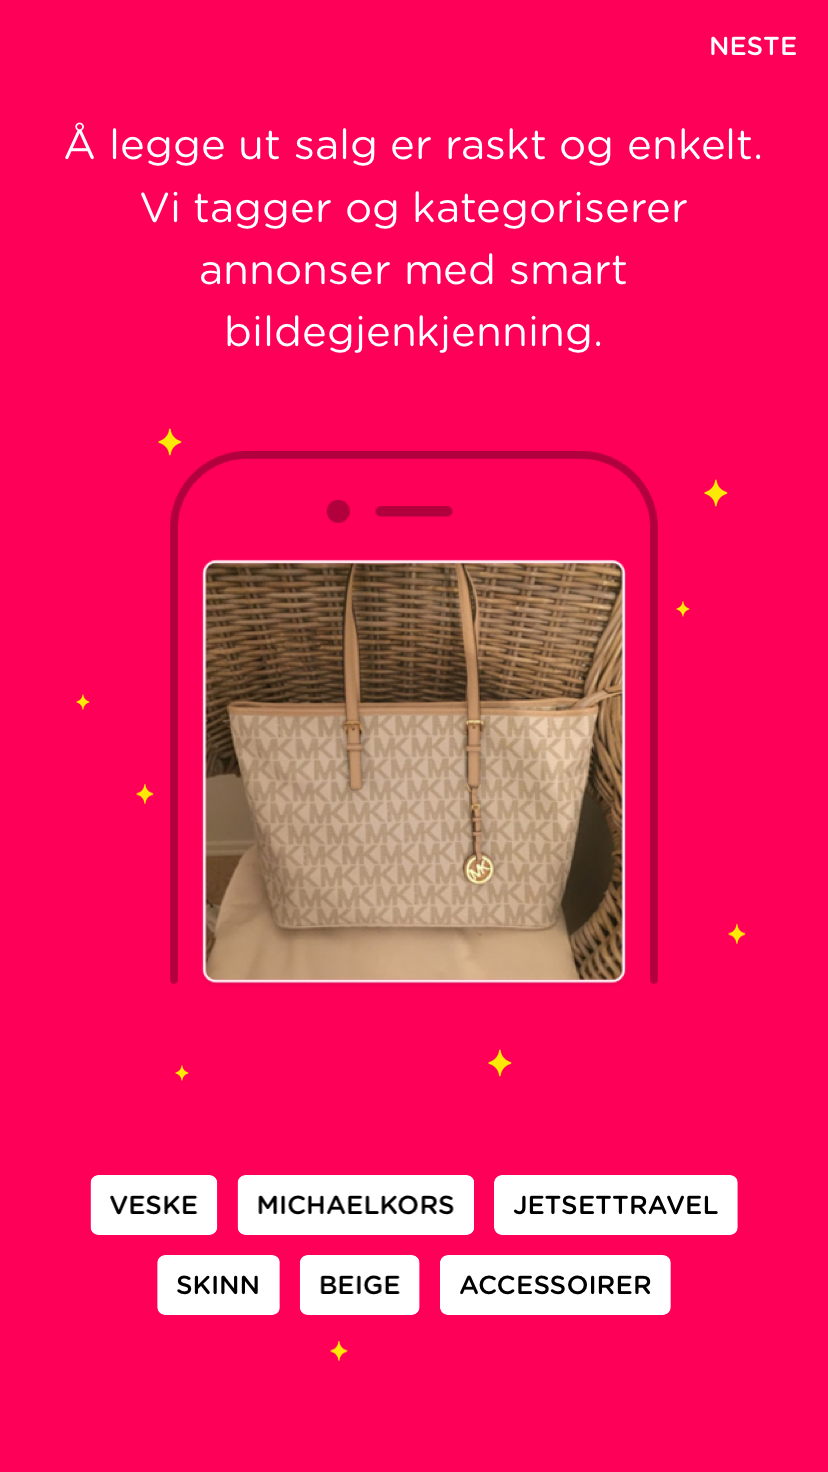 NESTE
Å legge ut salg er raskt og enkelt.
Vi tagger og kategoriserer
annonser med smart
bildegjenkjenning.
VESKE MICHAELKORS JETSETTRAVEL
SKINN BEIGE ACCESSOIRER